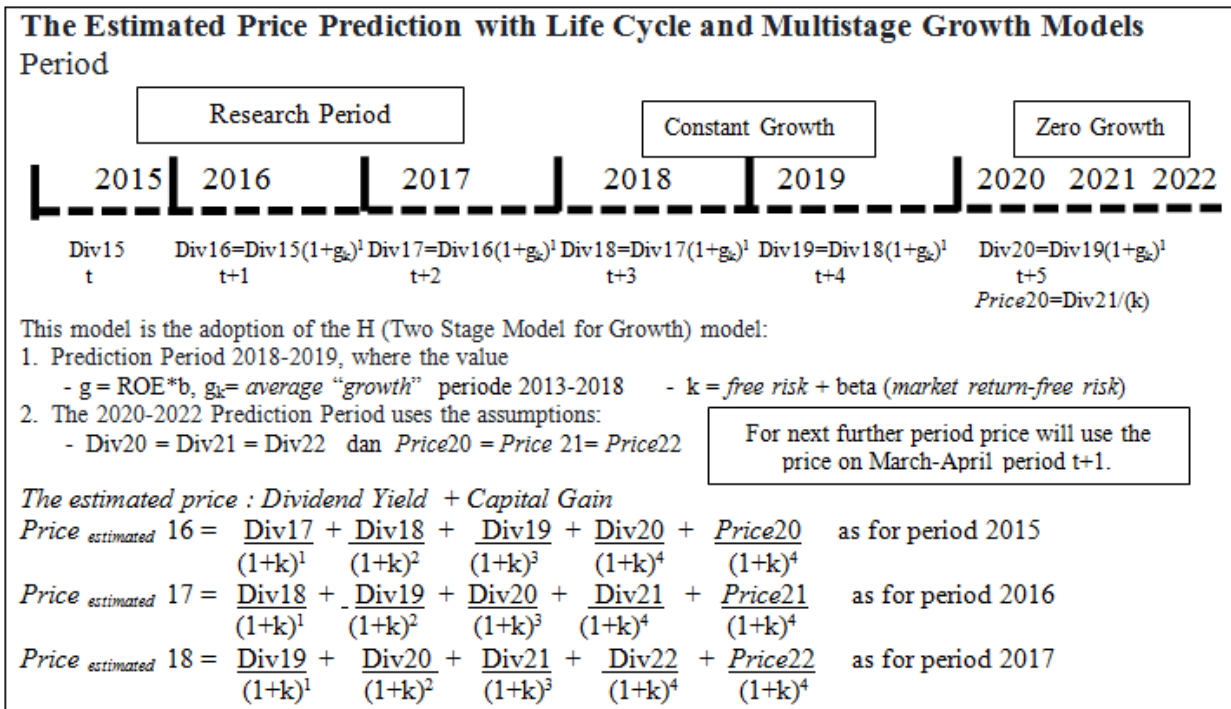 The Estimated Price Prediction with Life Cycle and Multistage Growth Models
Period
Research Period
Constant Growth
Zero Growth
2015 2016 2017 2018 2019 2020 2021 2022
Div15 Div16=Div15(1+gₖ)¹ Div17=Div16(1+gₖ)¹ Div18=Div17(1+gₖ)¹ Div19=Div18(1+gₖ)¹ Div20=Div19(1+gₖ)¹
t t+1 t+2 t+3 t+4 t+5
Price20=Div21/(k)
This model is the adoption of the H (Two Stage Model for Growth) model:
1. Prediction Period 2018-2019, where the value
- g = ROE*b, gₖ= average “growth” periode 2013-2018 - k = free risk + beta (market return-free risk)
2. The 2020-2022 Prediction Period uses the assumptions:
- Div20 = Div21 = Div22 dan Price20 = Price 21= Price22
For next further period price will use the
price on March-April period t+1.
The estimated price : Dividend Yield + Capital Gain
Price estimated 16 = Div17 + Div18 + Div19 + Div20 + Price20 as for period 2015
(1+k)¹ (1+k)² (1+k)³ (1+k)⁴ (1+k)⁴
Price estimated 17 = Div18 + Div19 + Div20 + Div21 + Price21 as for period 2016
(1+k)¹ (1+k)² (1+k)³ (1+k)⁴ (1+k)⁴
Price estimated 18 = Div19 + Div20 + Div21 + Div22 + Price22 as for period 2017
(1+k)¹ (1+k)² (1+k)³ (1+k)⁴ (1+k)⁴